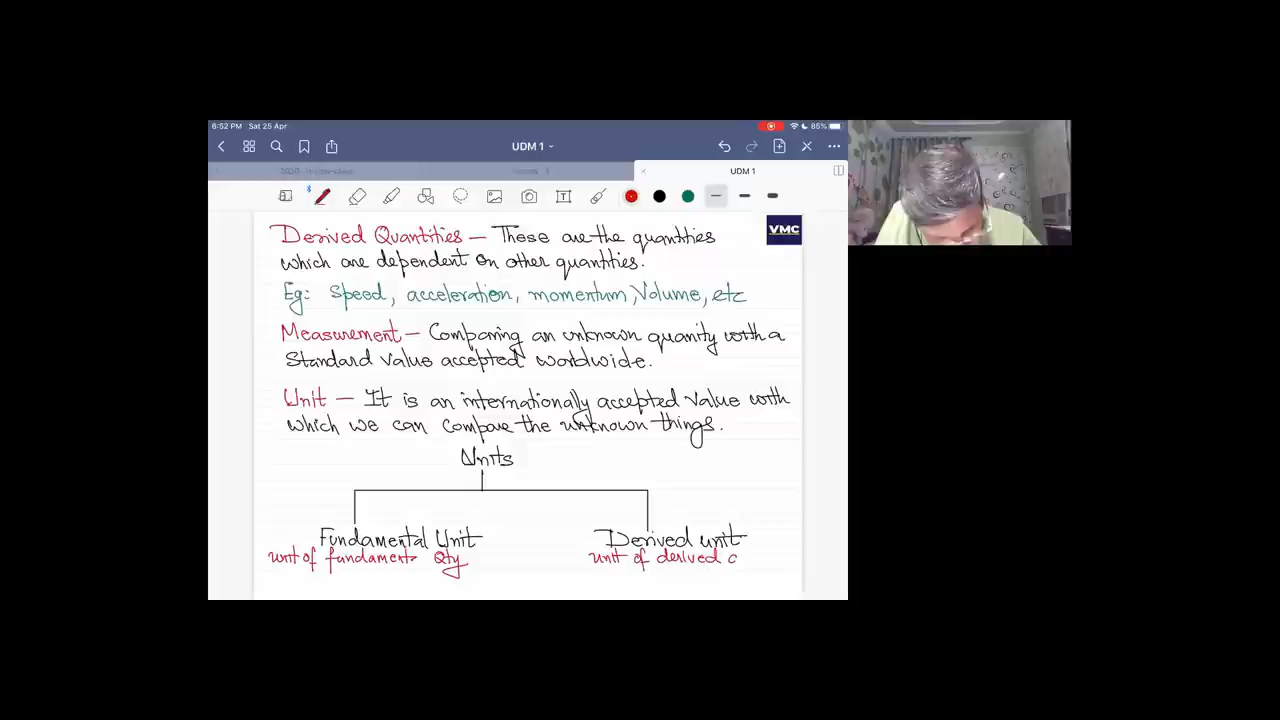 6:52 PM Sat 25 Apr
85%
UDM 1
UDM 1
VMC
Derived Quantities – These are the quantities
which are dependent on other quantities.
Eg: Speed, acceleration, momentum, Volume, etc
Measurement – Comparing an unknown quanity with a
Standard value accepted worldwide.
Unit – It is an internationally accepted value with
which we can compare the unknown things.
Units
Fundamental Unit Derived unit
unit of fundament Qty unit of derived